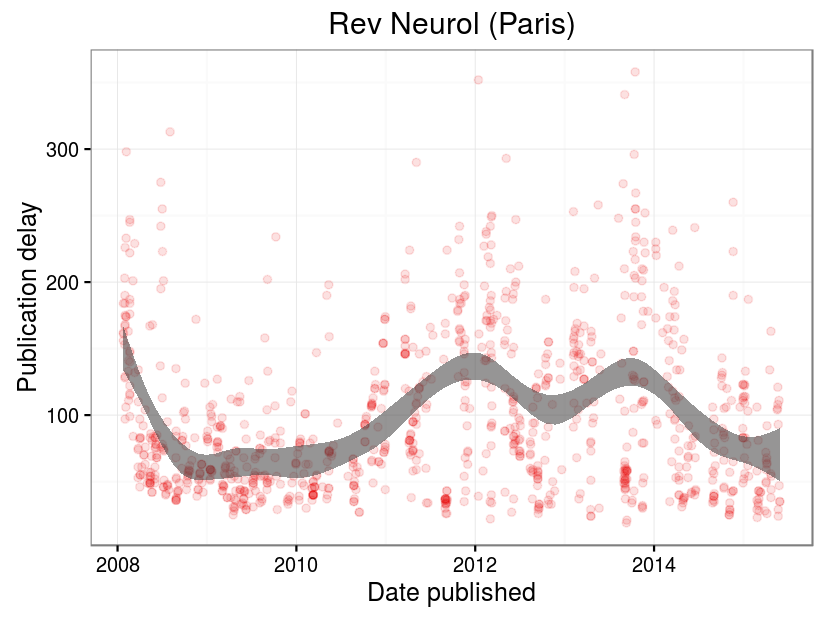 Rev Neurol (Paris)
Publication delay
300
200
100
2008 2010 2012 2014
Date published